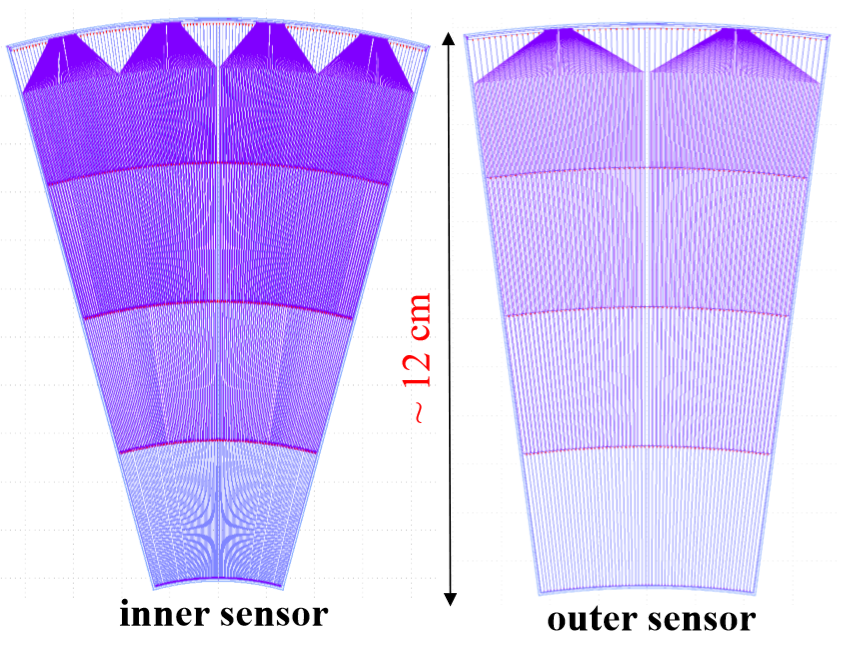 ~ 12 cm
inner sensor
outer sensor